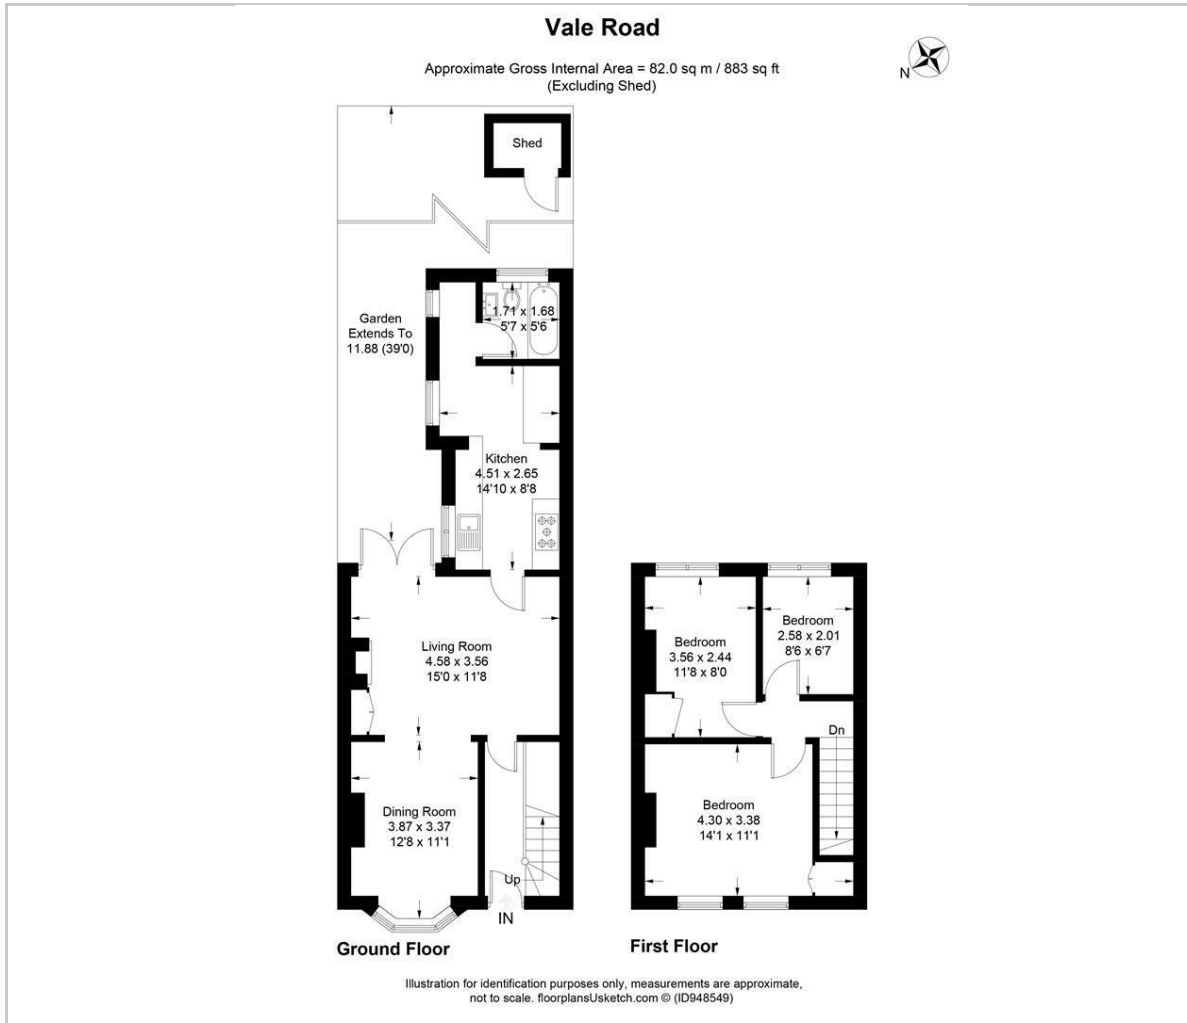 Vale Road
Approximate Gross Internal Area = 82.0 sq m / 883 sq ft
(Excluding Shed)
N
Shed
Garden
Extends To
11.88 (39'0)
1.71 x 1.68
5'7 x 5'6
Kitchen
4.51 x 2.65
14'10 x 8'8
Living Room
4.58 x 3.56
15'0 x 11'8
Dining Room
3.87 x 3.37
12'8 x 11'1
Up
IN
Ground Floor
Bedroom
3.56 x 2.44
11'8 x 8'0
Bedroom
2.58 x 2.01
8'6 x 6'7
Dn
Bedroom
4.30 x 3.38
14'1 x 11'1
First Floor
Illustration for identification purposes only, measurements are approximate,
not to scale. floorplansUsketch.com © (ID948549)